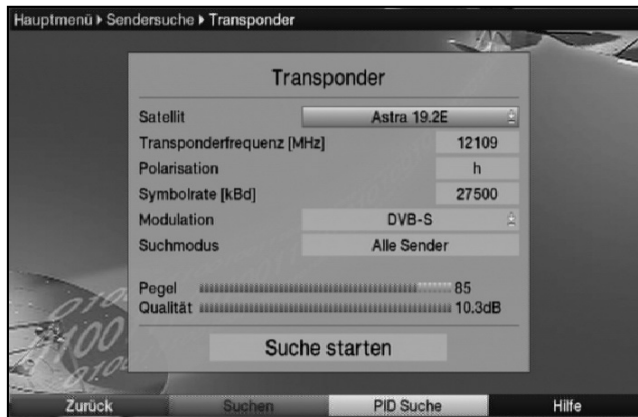 Hauptmenü ▸ Sendersuche ▸ Transponder
Transponder
Satellit Astra 19.2E
Transponderfrequenz [MHz] 12109
Polarisation h
Symbolrate [kBd] 27500
Modulation DVB-S
Suchmodus Alle Sender
Pegel 85
Qualität 10.3dB
Suche starten
Zurück Suchen PID Suche Hilfe